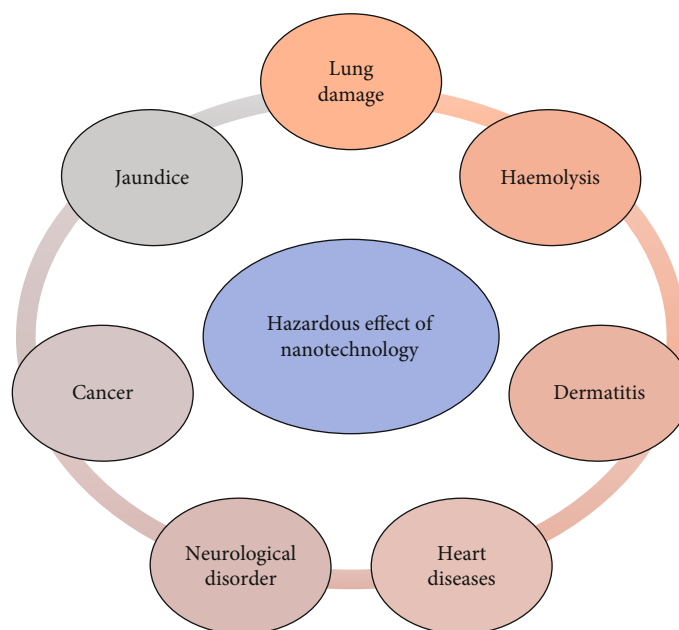 Lung
damage
Haemolysis
Dermatitis
Heart
diseases
Neurological
disorder
Cancer
Jaundice
Hazardous effect of
nanotechnology